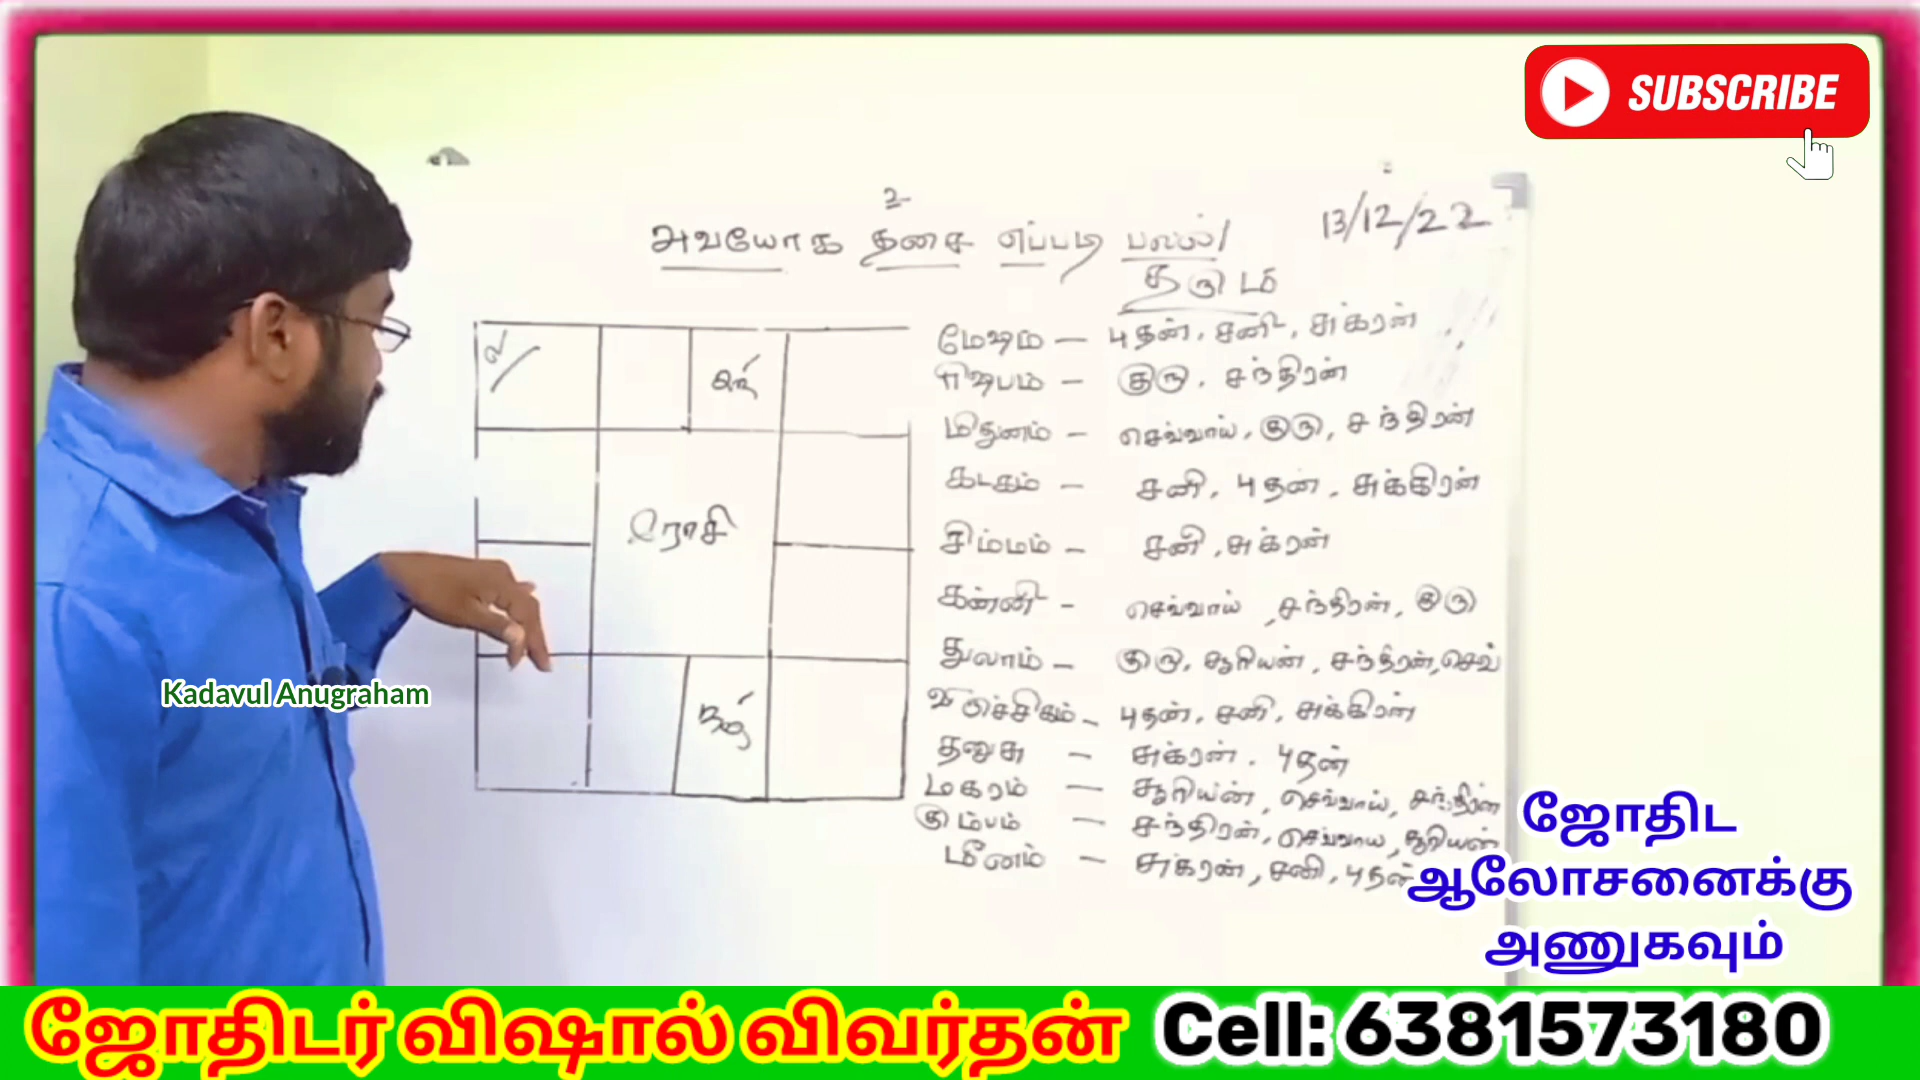 SUBSCRIBE
2
அவயோக தசை எப்படி பலம்
தரும்
13/12/22
மேஷம் — புதன், சனி, சுக்ரன்
ரிஷபம் - குரு, சந்திரன்
மிதுனம் - செவ்வாய், குரு, சந்திரன்
கடகம் - சனி, புதன், சுக்கிரன்
சிம்மம் - சனி, சுக்ரன்
கன்னி - செவ்வாய், சந்திரன், குரு
துலாம் - குரு, சூரியன், சந்திரன், செவ்
விருச்சிகம் - புதன், சனி, சுக்கிரன்
தனுசு - சுக்ரன், புதன்
மகரம் — சூரியன், செவ்வாய், சந்திரன்
கும்பம் - சந்திரன், செவ்வாய, சூரியன்
மீனம் - சுக்ரன், சனி, புதன்
ல/
ராசி
Kadavul Anugraham
ஜோதிட
ஆலோசனைக்கு
அணுகவும்
ஜோதிடர் விஷால் விவர்தன் Cell: 6381573180